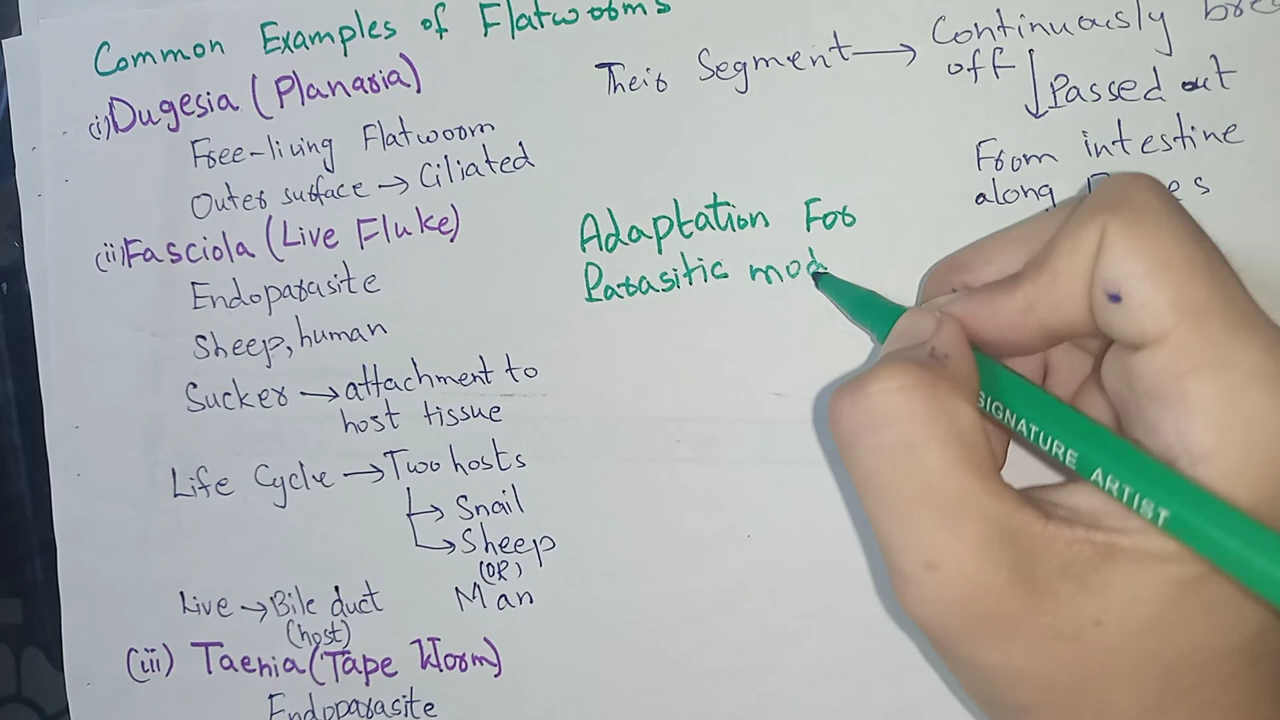 Common Examples of Flatworms
(i) Dugesia (Planaria)
Free-living Flatworm
Outer surface → Ciliated
(ii) Fasciola (Live Fluke)
Endoparasite
Sheep, human
Sucker → attachment to
host tissue
Life Cycle → Two hosts
→ Snail
→ Sheep
(OR)
Man
Live → Bile duct
(host)
(iii) Taenia (Tape Worm)
Endoparasite
Their Segment → Continuously
off ↓ Passed out
From intestine
along
Adaptation For
Parasitic mod
SIGNATURE ARTIST